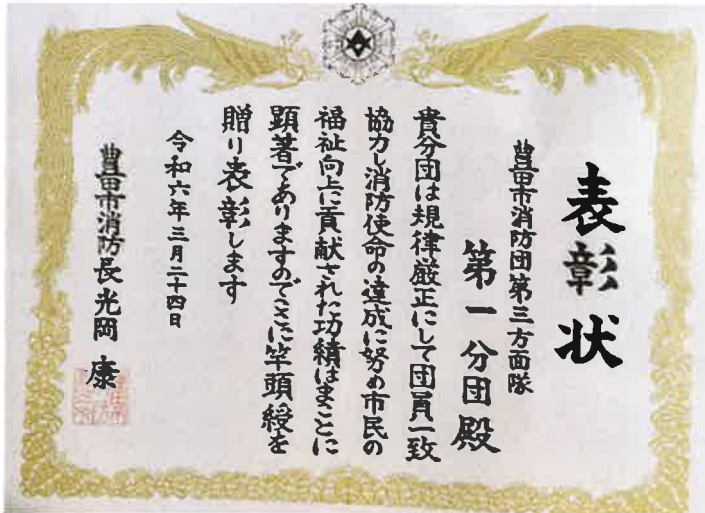 表彰状
豊田市消防団第三方面隊
第一分団殿
貴分団は規律厳正にして団員一致
協力し消防使命の達成に努め市民の
福祉向上に貢献された功績はまことに
顕著でありますのでここに竿頭綬を
贈り表彰します
令和六年三月二十四日
豊田市消防長光岡康